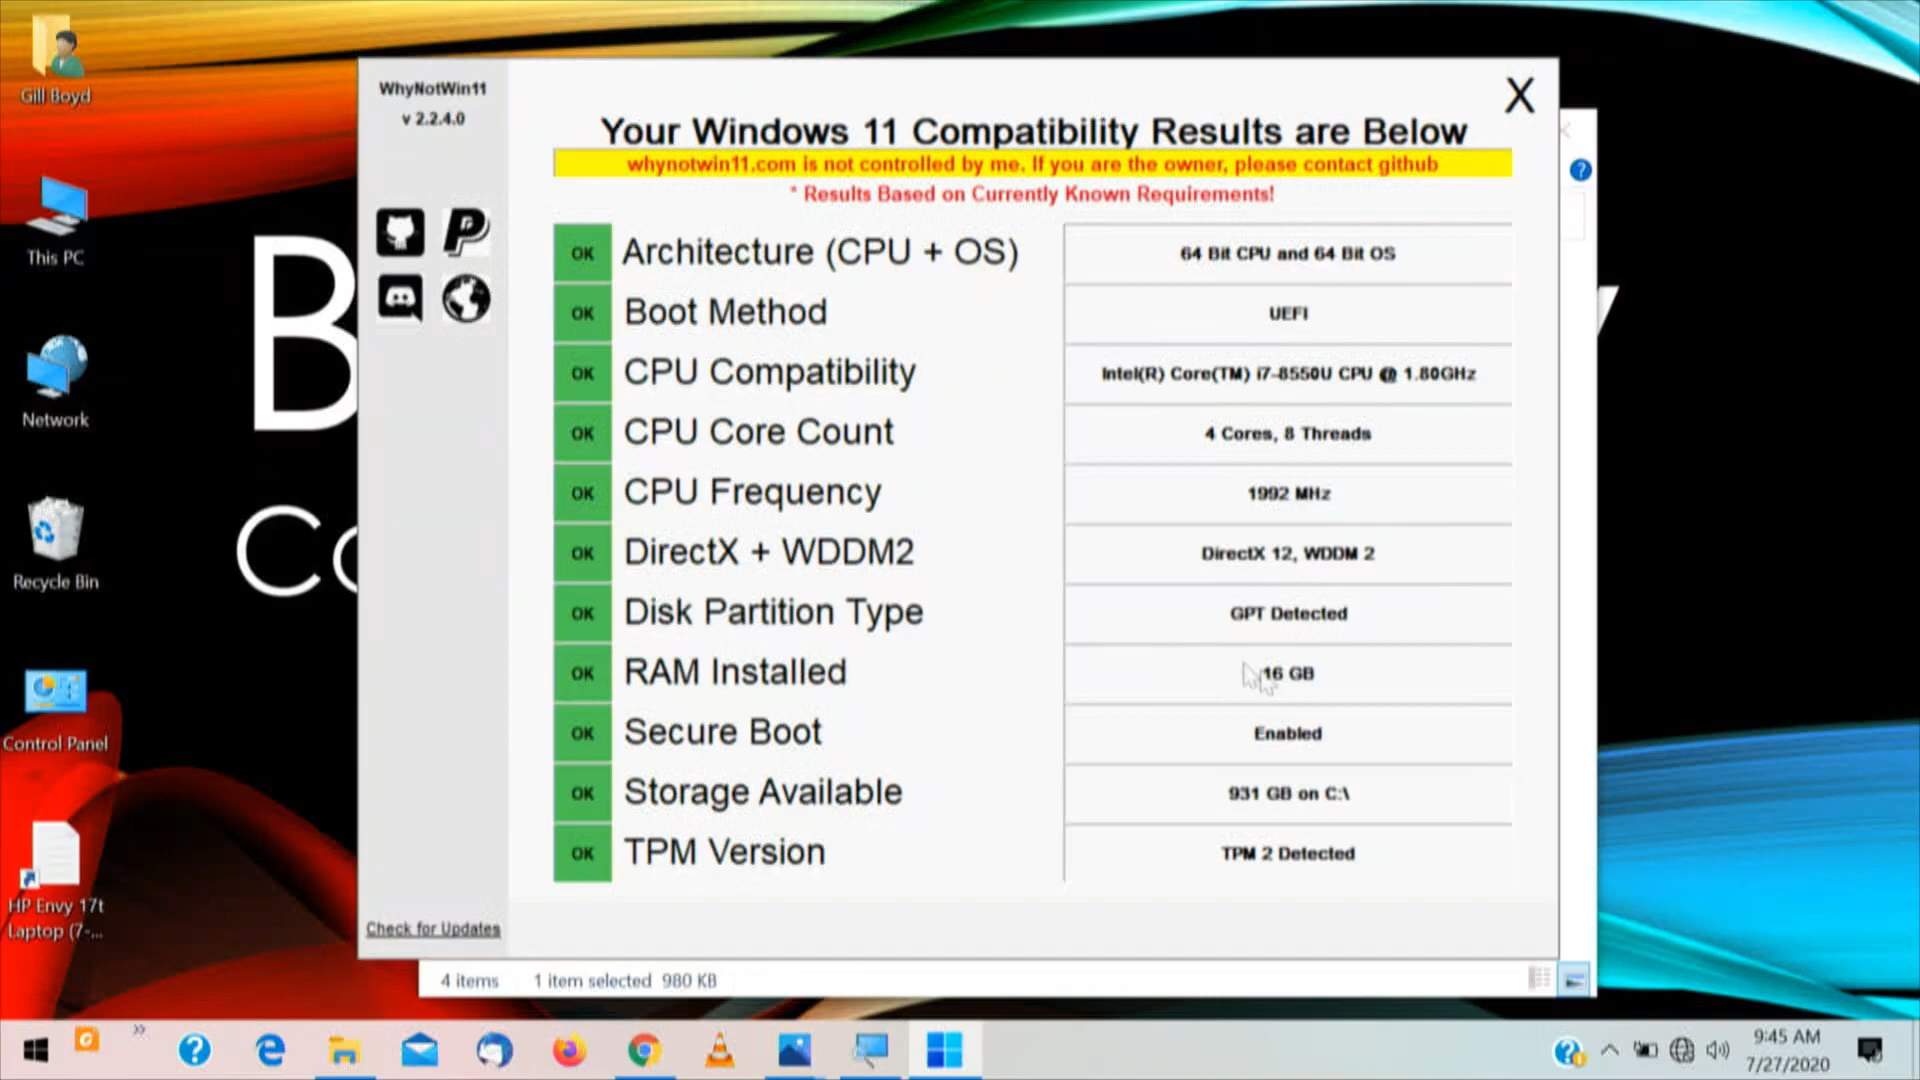 Gill Boyd
This PC
Network
Recycle Bin
Control Panel
HP Envy 17t
Laptop (7-...
B
Co
WhyNotWin11
v 2.2.4.0
Check for Updates
X
Your Windows 11 Compatibility Results are Below
whynotwin11.com is not controlled by me. If you are the owner, please contact github
* Results Based on Currently Known Requirements!
OK Architecture (CPU + OS) 64 Bit CPU and 64 Bit OS
OK Boot Method UEFI
OK CPU Compatibility Intel(R) Core(TM) i7-8550U CPU @ 1.80GHz
OK CPU Core Count 4 Cores, 8 Threads
OK CPU Frequency 1992 MHz
OK DirectX + WDDM2 DirectX 12, WDDM 2
OK Disk Partition Type GPT Detected
OK RAM Installed 16 GB
OK Secure Boot Enabled
OK Storage Available 931 GB on C:\
OK TPM Version TPM 2 Detected
4 items 1 item selected 980 KB
9:45 AM
7/27/2020